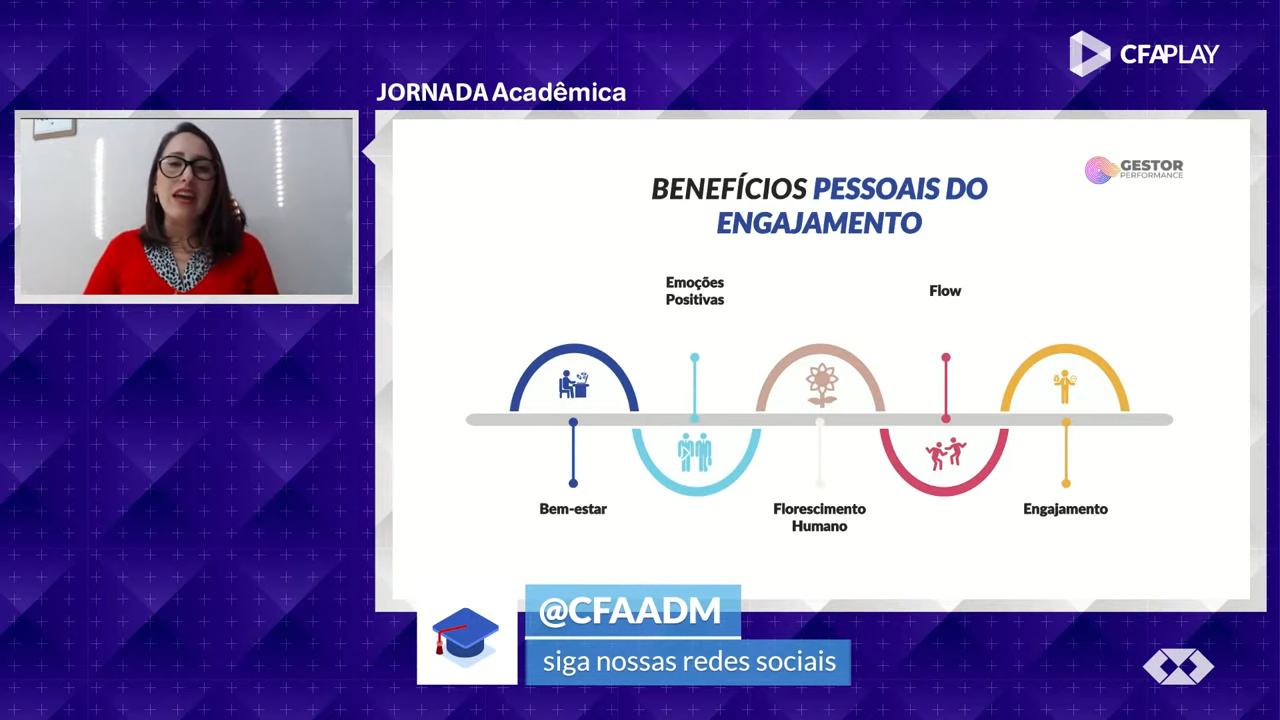 CFAPLAY
JORNADA Acadêmica
GESTOR
PERFORMANCE
BENEFÍCIOS PESSOAIS DO
ENGAJAMENTO
Emoções
Positivas
Flow
Bem-estar
Florescimento
Humano
Engajamento
@CFAADM
siga nossas redes sociais